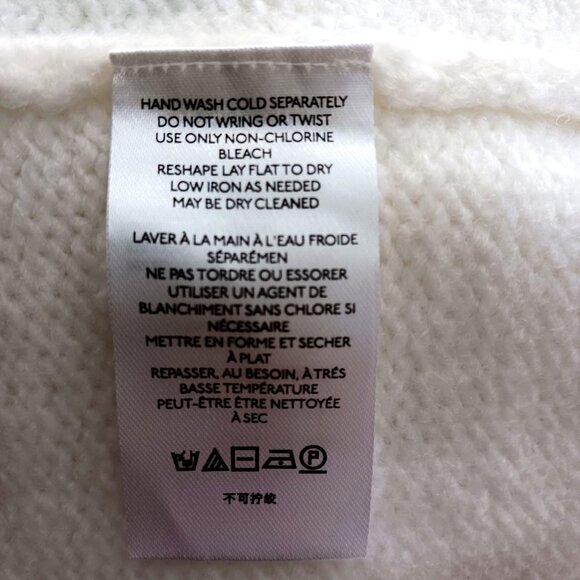 HAND WASH COLD SEPARATELY
DO NOT WRING OR TWIST
USE ONLY NON-CHLORINE
BLEACH
RESHAPE LAY FLAT TO DRY
LOW IRON AS NEEDED
MAY BE DRY CLEANED
LAVER À LA MAIN À L'EAU FROIDE
SÉPARÉMEN
NE PAS TORDRE OU ESSORER
UTILISER UN AGENT DE
BLANCHIMENT SANS CHLORE SI
NÉCESSAIRE
METTRE EN FORME ET SECHER
À PLAT
REPASSER, AU BESOIN, À TRÉS
BASSE TEMPÉRATURE
PEUT-ÊTRE ÊTRE NETTOYÉE
À SEC
P
不可拧绞